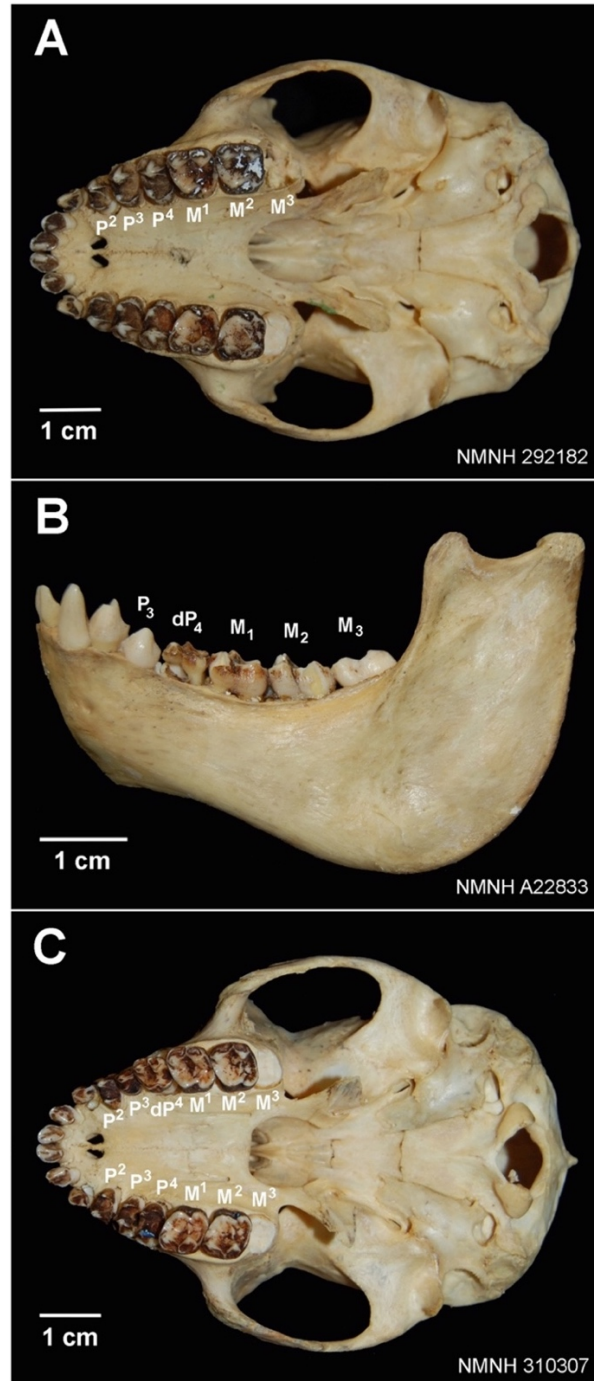 A
P² P³ P⁴ M¹ M² M³
1 cm
NMNH 292182
B
P₃ dP₄ M₁ M₂ M₃
1 cm
NMNH A22833
C
P² P³ dP⁴ M¹ M² M³
P² P³ P⁴ M¹ M² M³
1 cm
NMNH 310307